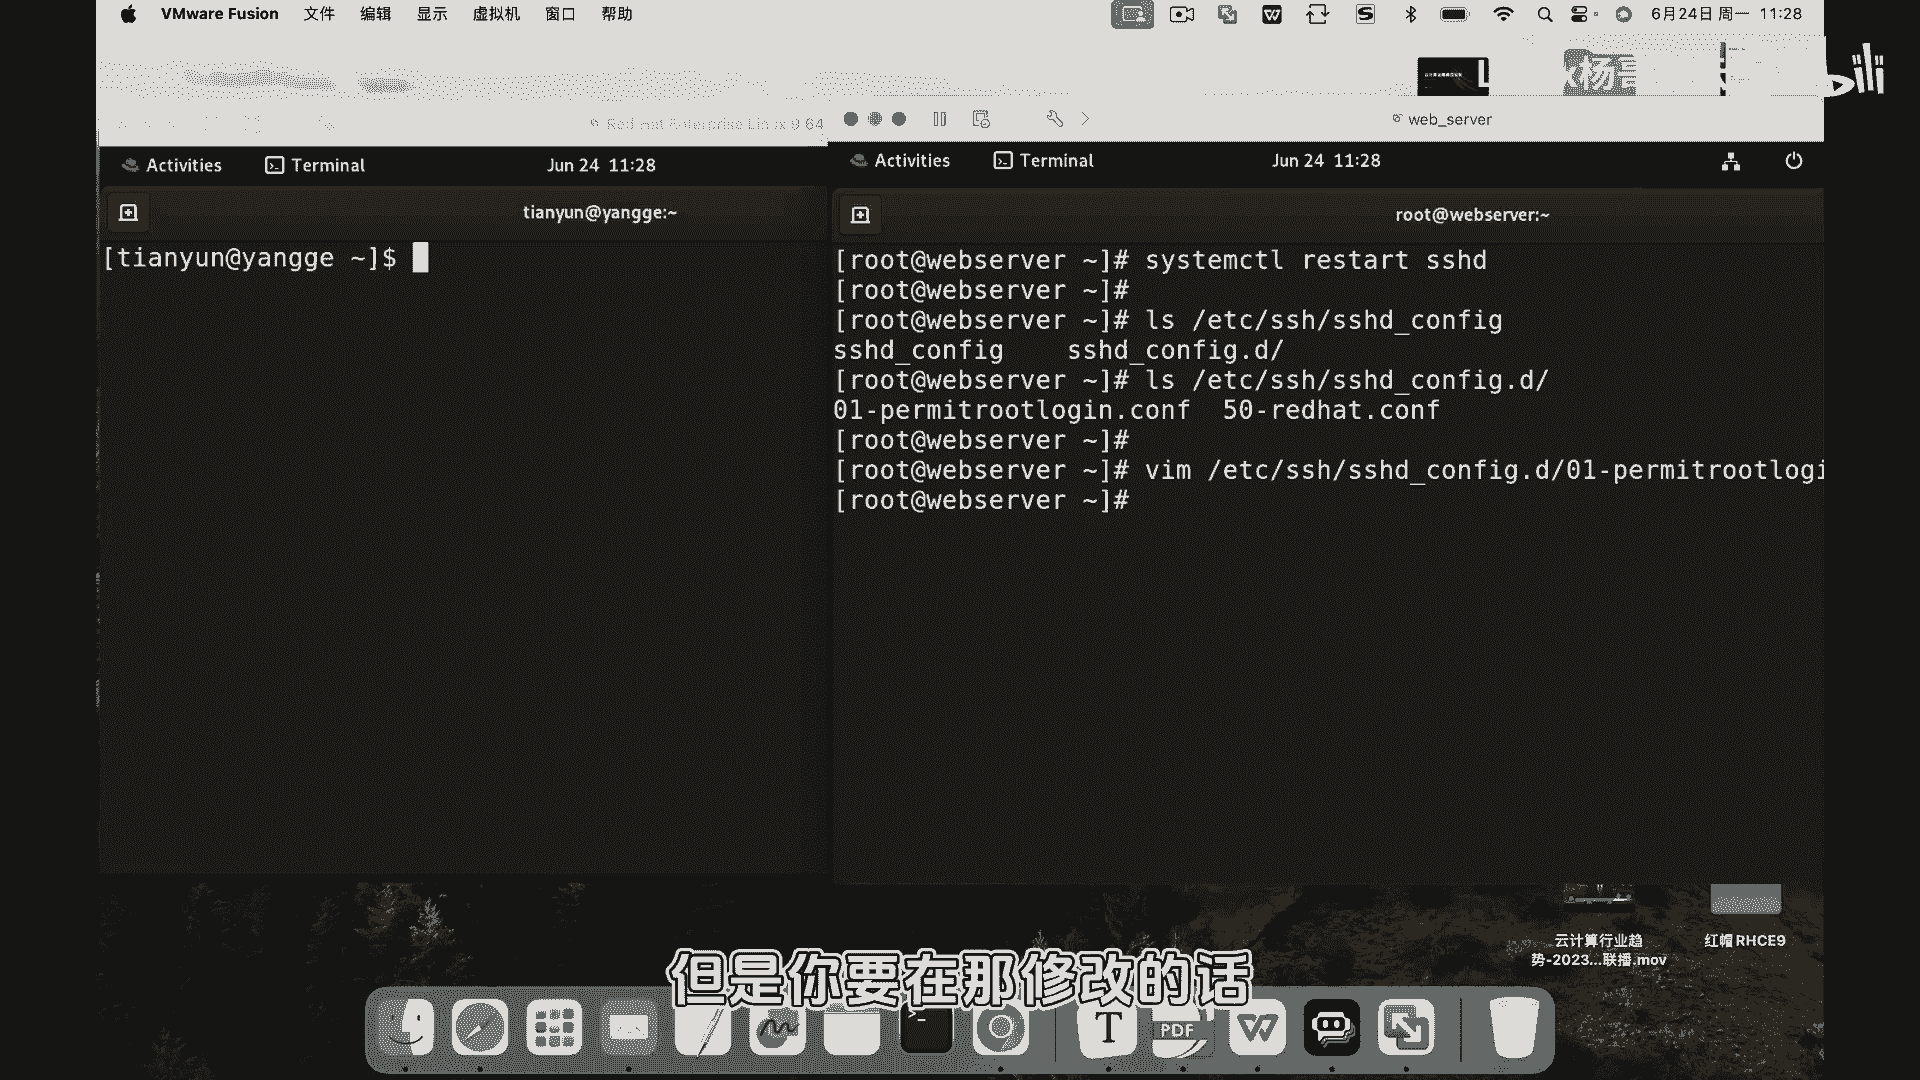 VMware Fusion 文件 编辑 显示 虚拟机 窗口 帮助 6月24日 周一 11:28
杨
bili
Red Hat Enterprise Linux 9 64
web_server
Activities Terminal Jun 24 11:28
Activities Terminal Jun 24 11:28
tianyun@yangge:~
root@webserver:~
[tianyun@yangge ~]$
[root@webserver ~]# systemctl restart sshd
[root@webserver ~]#
[root@webserver ~]# ls /etc/ssh/sshd_config
sshd_config sshd_config.d/
[root@webserver ~]# ls /etc/ssh/sshd_config.d/
01-permitrootlogin.conf 50-redhat.conf
[root@webserver ~]#
[root@webserver ~]# vim /etc/ssh/sshd_config.d/01-permitrootlogi
[root@webserver ~]#
云计算行业趋
势-2023...联播.mov
红帽 RHCE9
但是你要在那修改的话
T
PDF